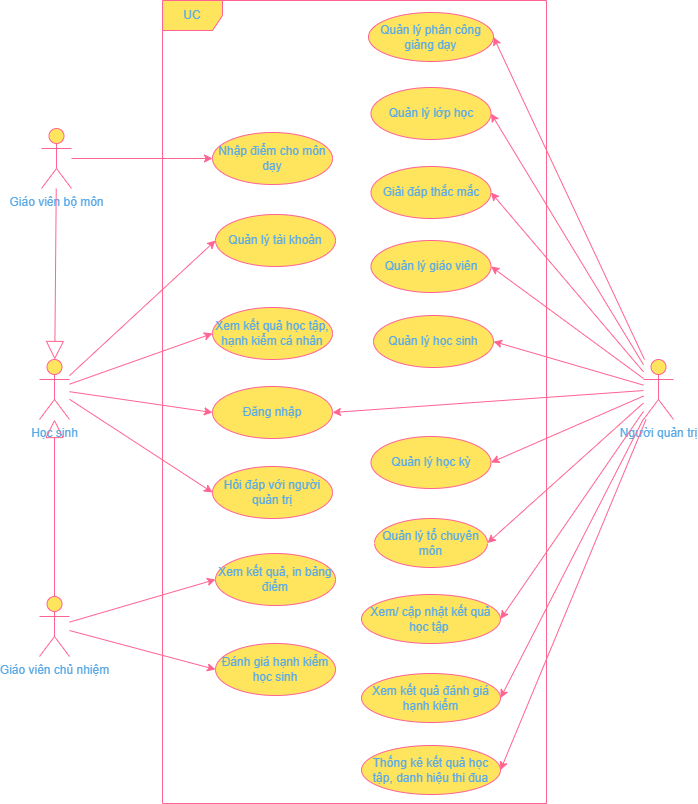 UC
Quản lý phân công
giảng dạy
Quản lý lớp học
Nhập điểm cho môn
dạy
Giáo viên bộ môn
Giải đáp thắc mắc
Quản lý tài khoản
Quản lý giáo viên
Xem kết quả học tập,
hạnh kiểm cá nhân
Quản lý học sinh
Đăng nhập
Học sinh
Người quản trị
Quản lý học kỳ
Hỏi đáp với người
quản trị
Quản lý tổ chuyên
môn
Xem kết quả, in bảng
điểm
Xem/ cập nhật kết quả
học tập
Giáo viên chủ nhiệm
Đánh giá hạnh kiểm
học sinh
Xem kết quả đánh giá
hạnh kiểm
Thống kê kết quả học
tập, danh hiệu thi đua